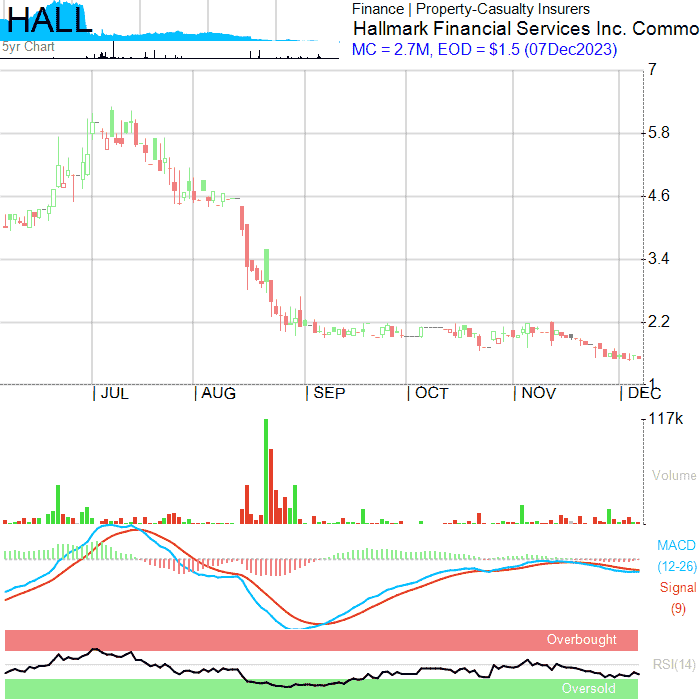 HALL
5yr Chart
Finance | Property-Casualty Insurers
Hallmark Financial Services Inc. Commo
MC = 2.7M, EOD = $1.5 (07Dec2023)
7
5.8
4.6
3.4
2.2
1
JUL AUG SEP OCT NOV DEC
117k
Volume
MACD
(12-26)
Signal
(9)
Overbought
RSI(14)
Oversold